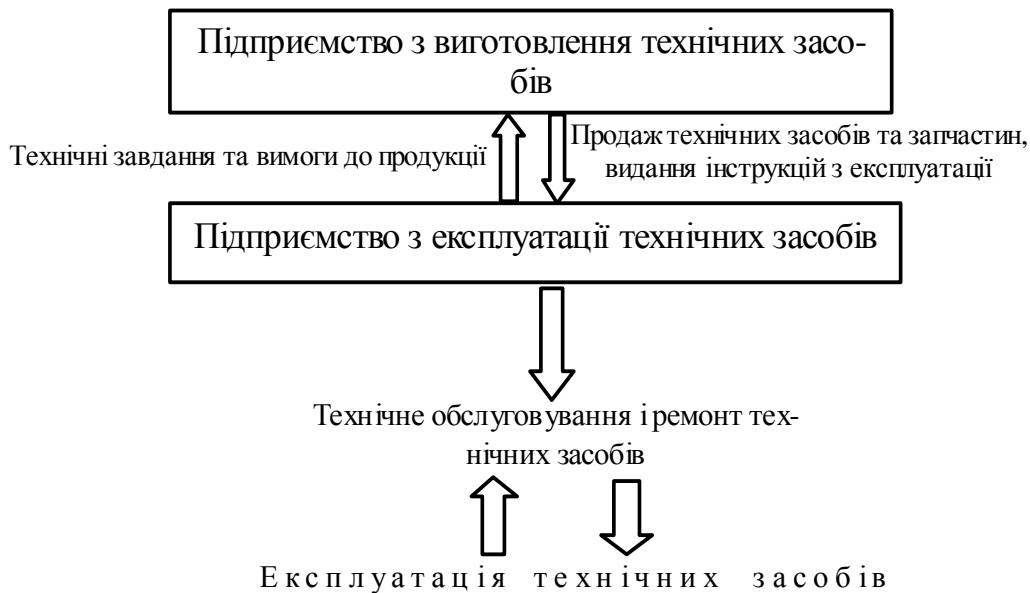 Підприємство з виготовлення технічних засо-
бів
Технічні завдання та вимоги до продукції
Продаж технічних засобів та запчастин,
видання інструкцій з експлуатації
Підприємство з експлуатації технічних засобів
Технічне обслуговування і ремонт тех-
нічних засобів
Експлуатація технічних засобів